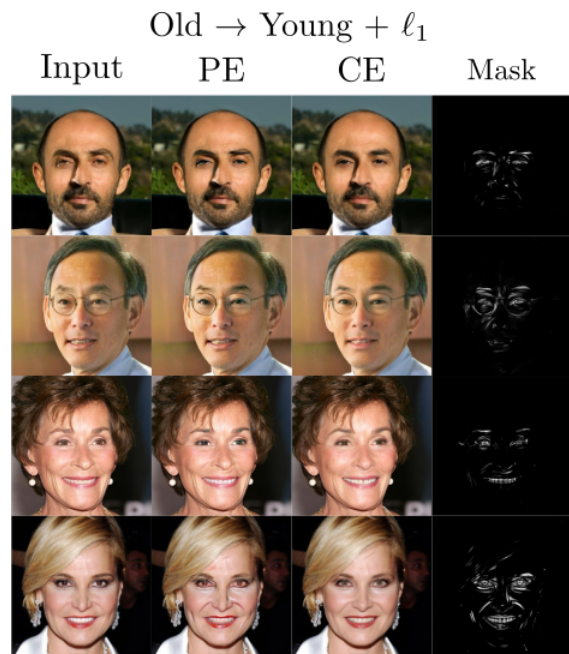 Old → Young + ℓ₁
Input PE CE Mask